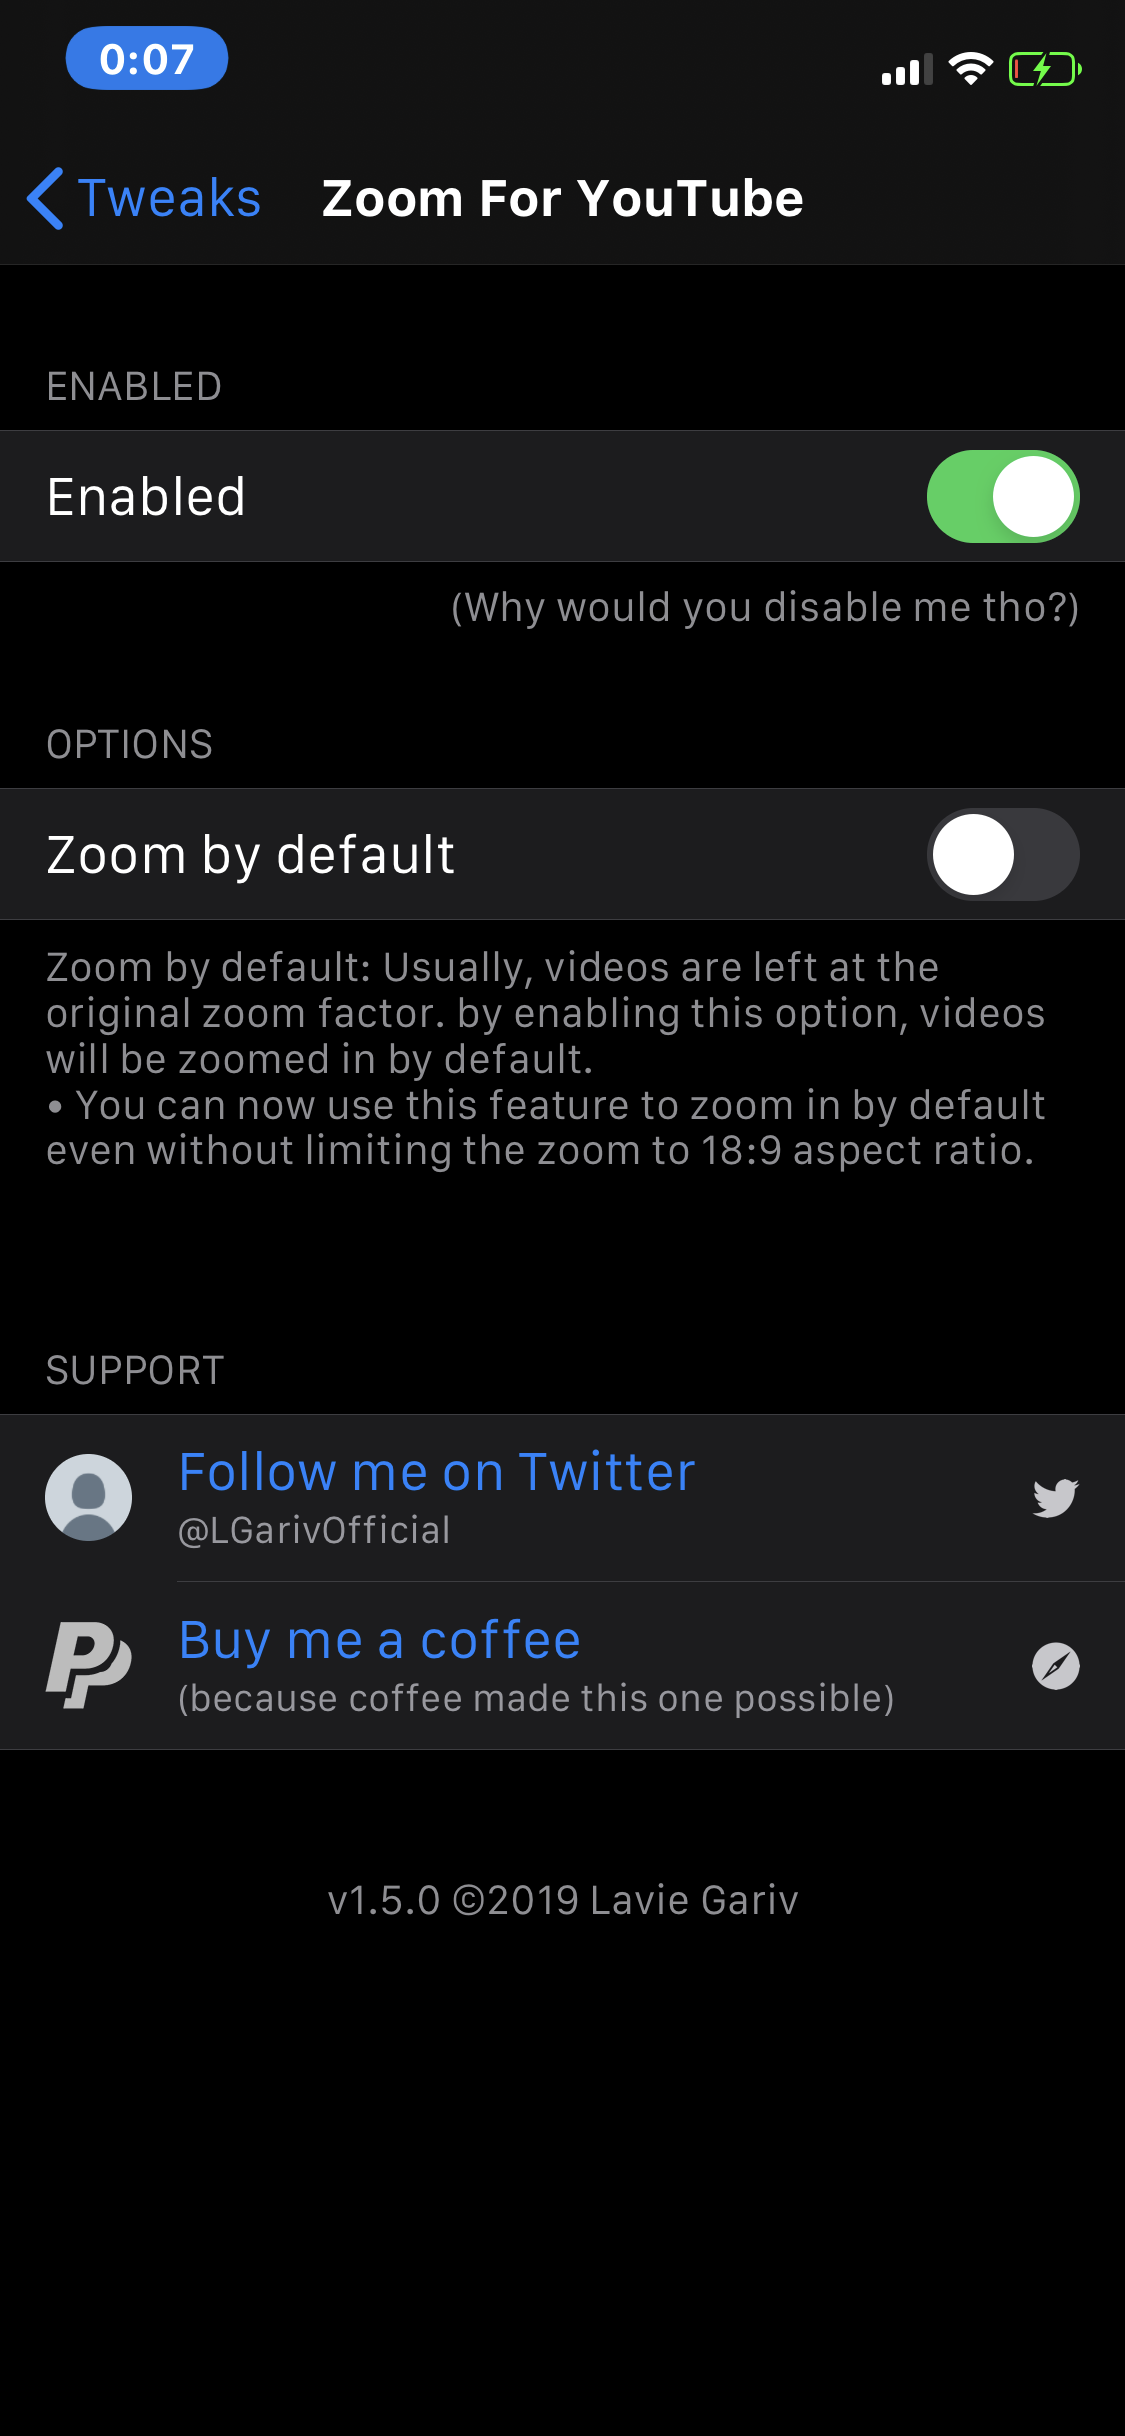 0:07
Tweaks
Zoom For YouTube
ENABLED
Enabled
(Why would you disable me tho?)
OPTIONS
Zoom by default
Zoom by default: Usually, videos are left at the
original zoom factor. by enabling this option, videos
will be zoomed in by default.
• You can now use this feature to zoom in by default
even without limiting the zoom to 18:9 aspect ratio.
SUPPORT
Follow me on Twitter
@LGarivOfficial
Buy me a coffee
(because coffee made this one possible)
v1.5.0 ©2019 Lavie Gariv